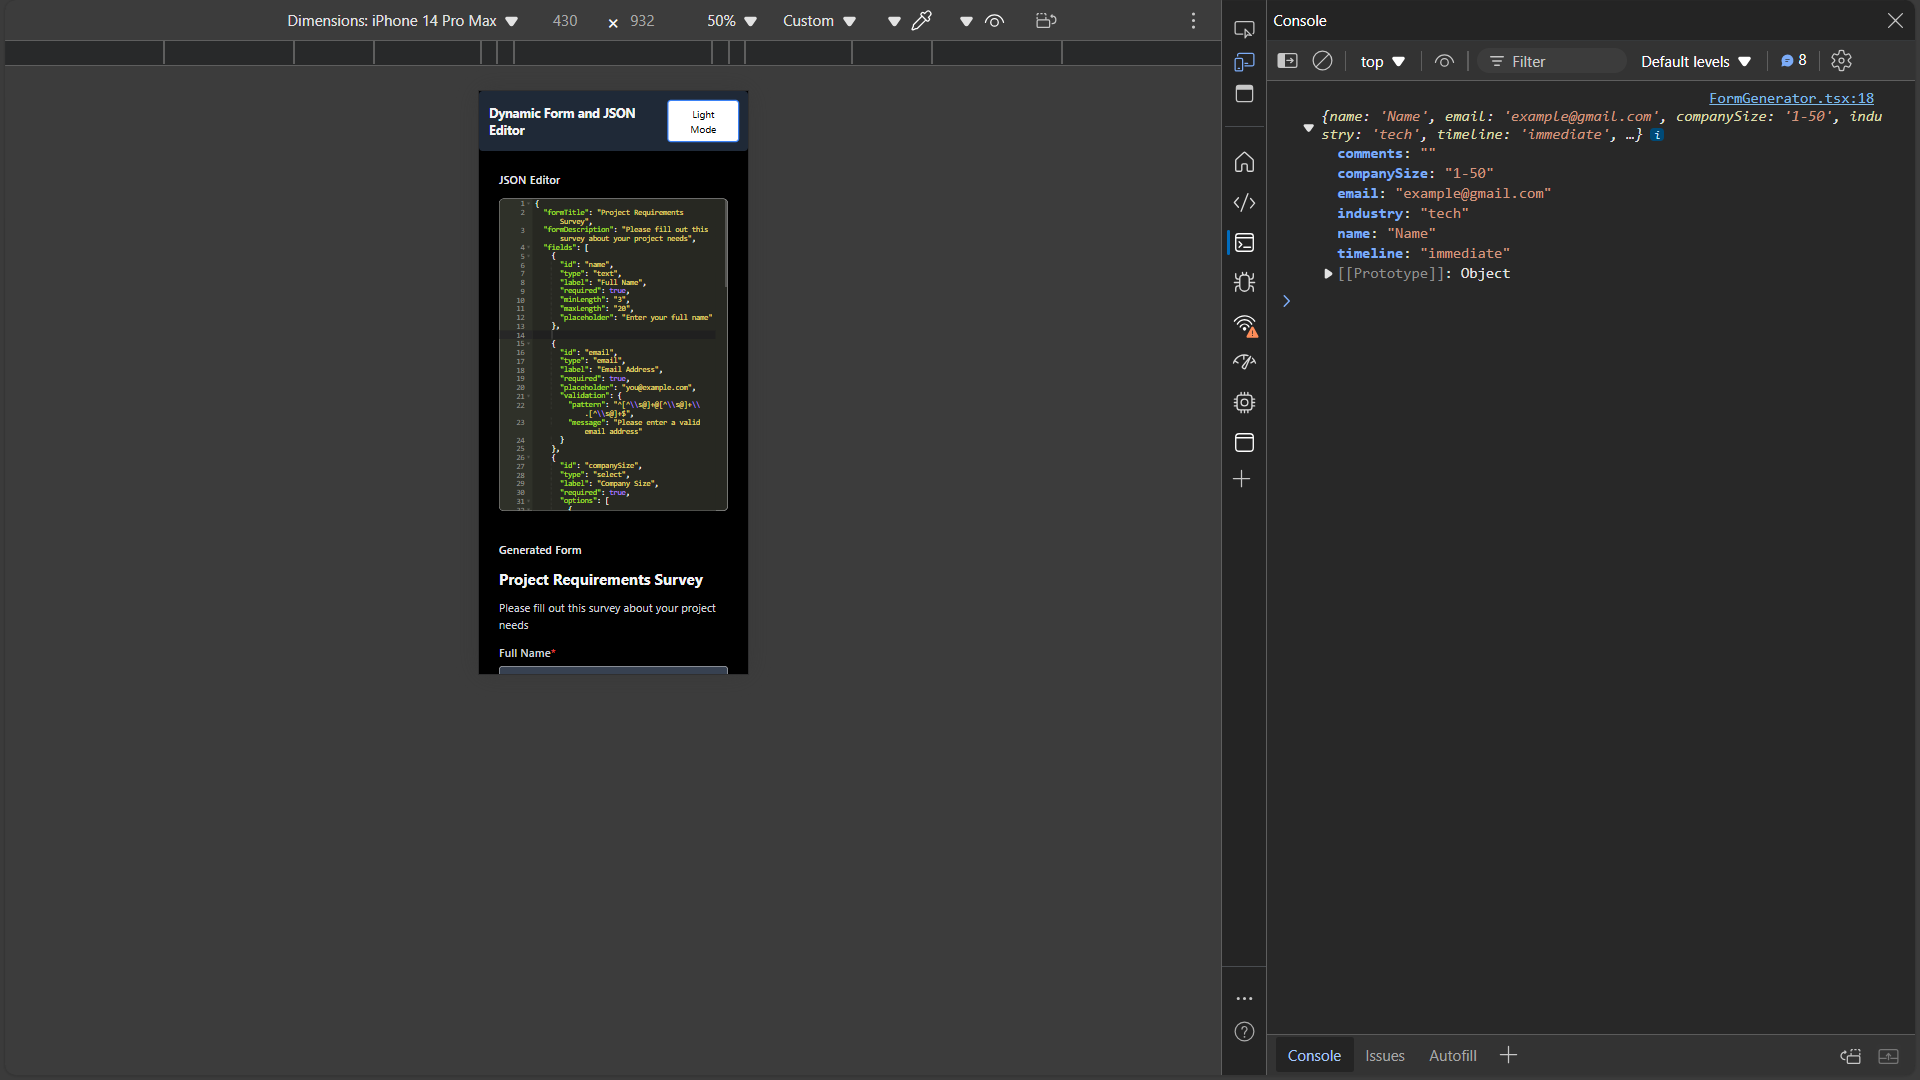 Dimensions: iPhone 14 Pro Max 430 × 932 50% Custom
Dynamic Form and JSON
Editor
Light
Mode
JSON Editor
1 {
2 "formTitle": "Project Requirements
Survey",
3 "formDescription": "Please fill out this
survey about your project needs",
4 "fields": [
5 {
6 "id": "name",
7 "type": "text",
8 "label": "Full Name",
9 "required": true,
10 "minLength": "3",
11 "maxLength": "20",
12 "placeholder": "Enter your full name"
13 },
14
15 {
16 "id": "email",
17 "type": "email",
18 "label": "Email Address",
19 "required": true,
20 "placeholder": "you@example.com",
21 "validation": {
22 "pattern": "^[^\\s@]+@[^\\s@]+\\
.[^\\s@]+$",
23 "message": "Please enter a valid
email address"
24 }
25 },
26 {
27 "id": "companySize",
28 "type": "select",
29 "label": "Company Size",
30 "required": true,
31 "options": [
Generated Form
Project Requirements Survey
Please fill out this survey about your project
needs
Full Name*
Console
top Filter Default levels 8
FormGenerator.tsx:18
{name: 'Name', email: 'example@gmail.com', companySize: '1-50', indu
stry: 'tech', timeline: 'immediate', …} i
comments: ""
companySize: "1-50"
email: "example@gmail.com"
industry: "tech"
name: "Name"
timeline: "immediate"
[[Prototype]]: Object
Console Issues Autofill